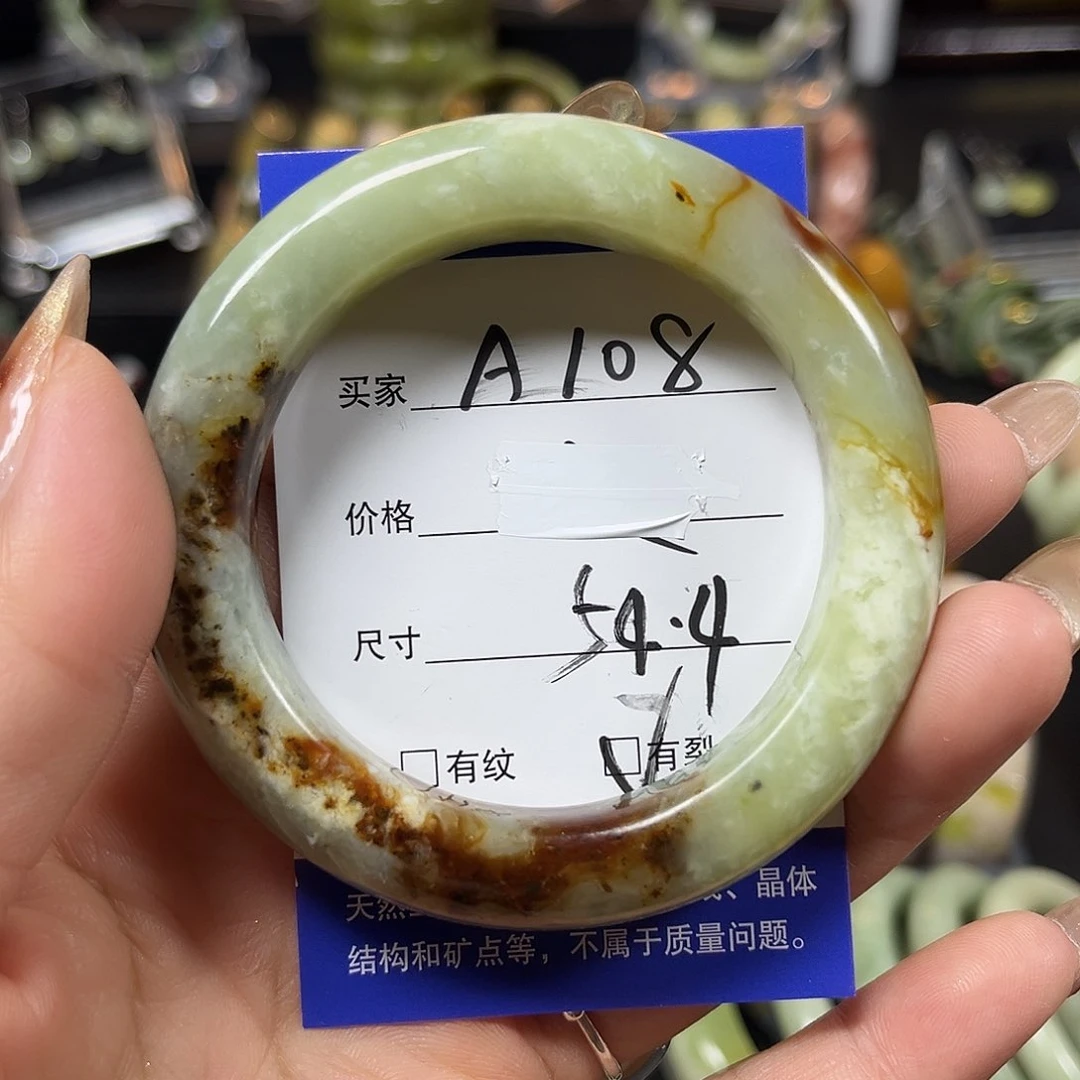 买家 A108
价格
尺寸 54.4
□有纹 ☑有裂
天然 、晶体
结构和矿点等，不属于质量问题。